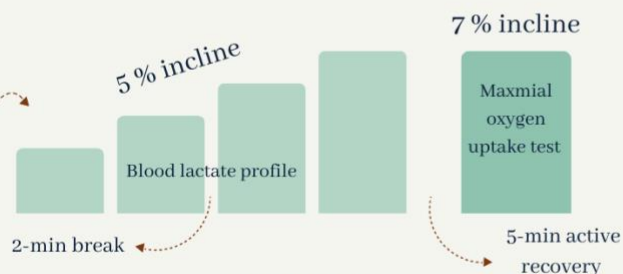 7 % incline
5 % incline
Maxmial
oxygen
uptake test
Blood lactate profile
2-min break
5-min active
recovery